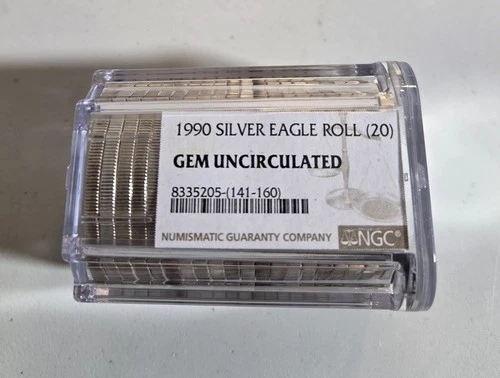 1990 SILVER EAGLE ROLL (20)
GEM UNCIRCULATED
8335205-(141-160)
NUMISMATIC GUARANTY COMPANY NGC®